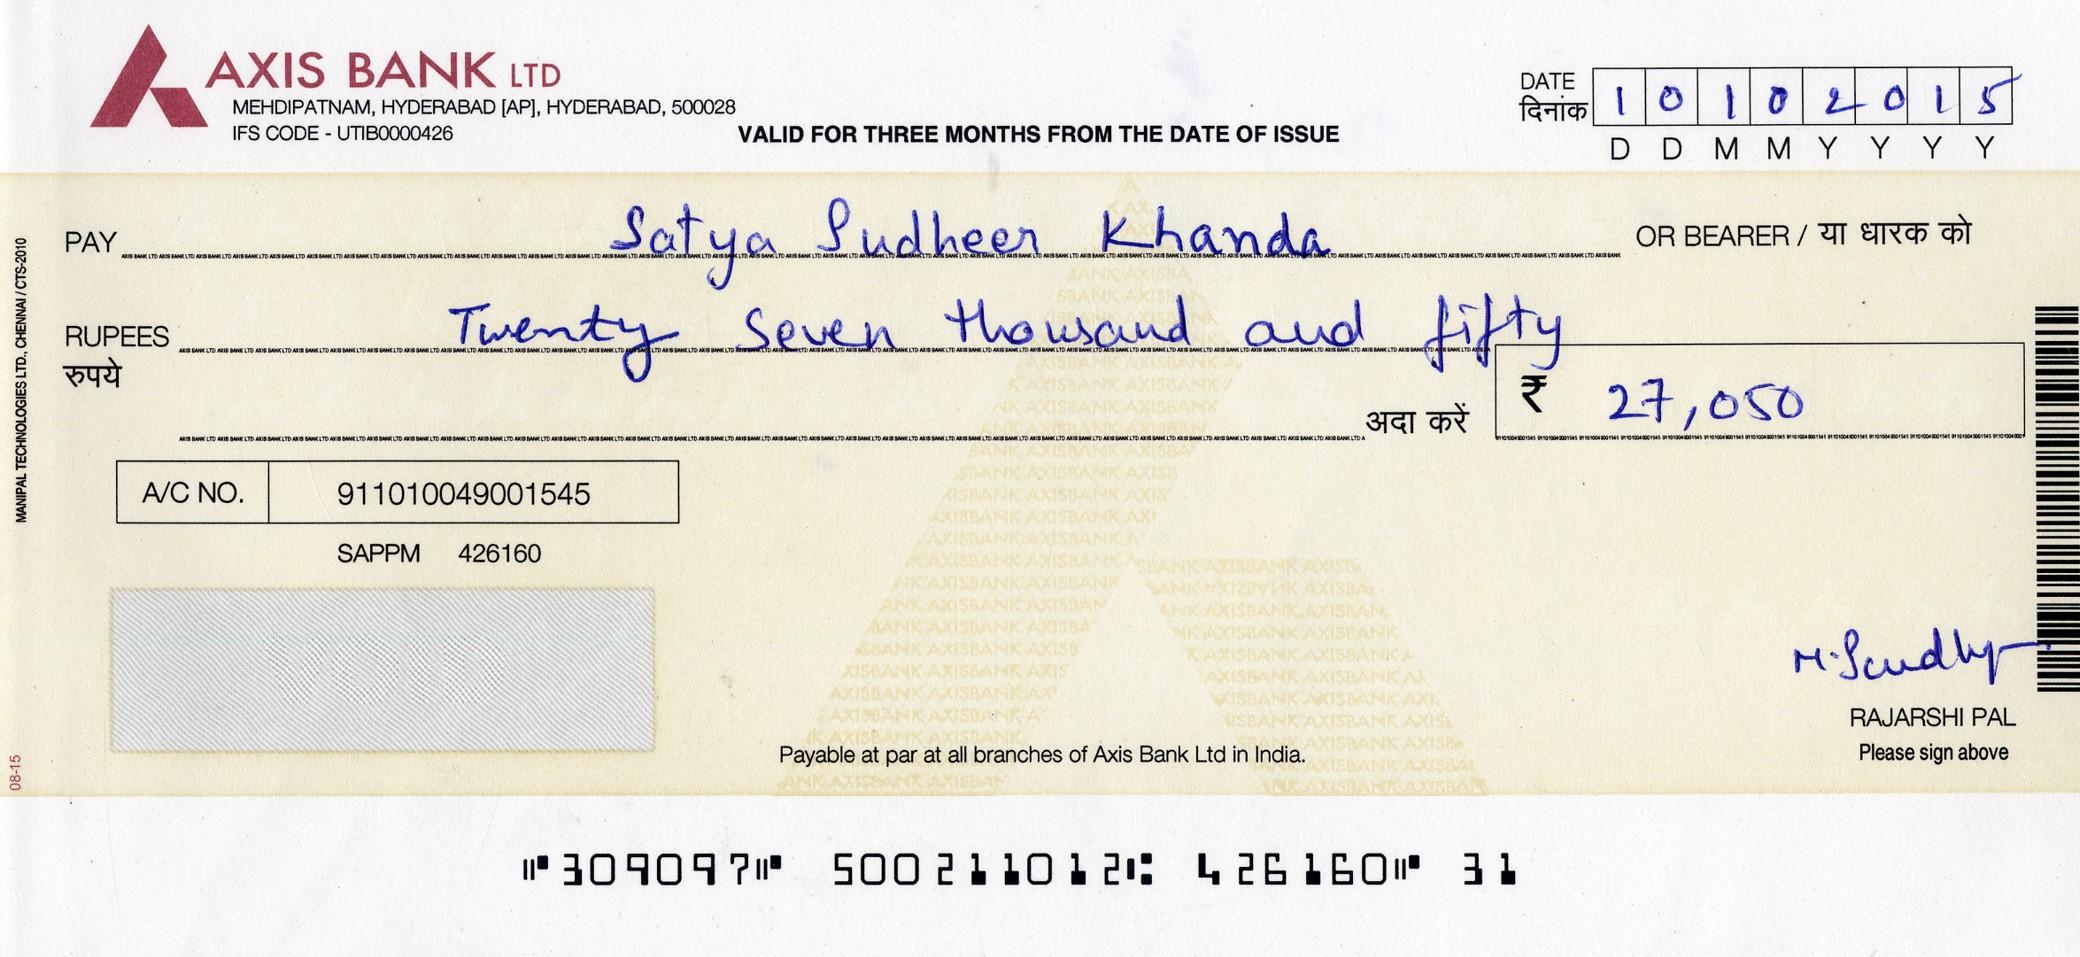 AXIS BANK LTD
MEHDIPATNAM, HYDERABAD [AP], HYDERABAD, 500028
IFS CODE - UTIB0000426
VALID FOR THREE MONTHS FROM THE DATE OF ISSUE
DATE
दिनांक
1 0 1 0 2 0 1 5
D D M M Y Y Y Y
PAY Satya Sudheer Khanda OR BEARER / या धारक को
RUPEES Twenty Seven thousand and fifty
रुपये
अदा करें ₹ 27,050
A/C NO. 911010049001545
SAPPM 426160
RAJARSHI PAL
Please sign above
Payable at par at all branches of Axis Bank Ltd in India.
MANIPAL TECHNOLOGIES LTD., CHENNAI / CTS-2010
08-15
⑈309097⑈ 500211012⑆ 426160⑈ 31